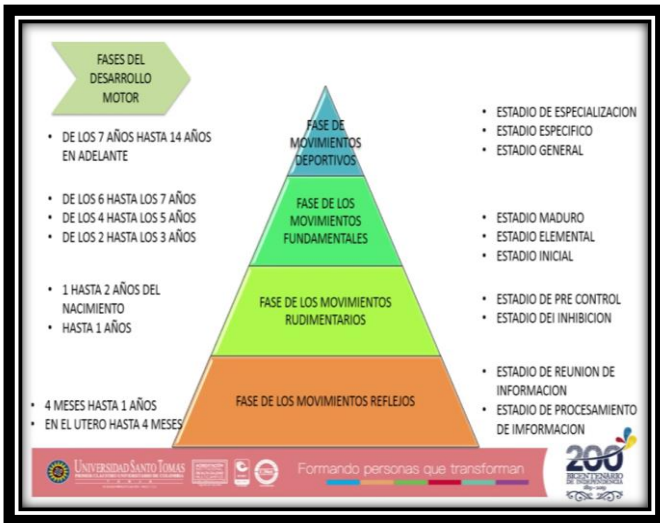 FASES DEL
DESARROLLO
MOTOR
• DE LOS 7 AÑOS HASTA 14 AÑOS
EN ADELANTE
FASE DE
MOVIMIENTOS
DEPORTIVOS
• ESTADIO DE ESPECIALIZACION
• ESTADIO ESPECIFICO
• ESTADIO GENERAL
• DE LOS 6 HASTA LOS 7 AÑOS
• DE LOS 4 HASTA LOS 5 AÑOS
• DE LOS 2 HASTA LOS 3 AÑOS
FASE DE LOS
MOVIMIENTOS
FUNDAMENTALES
• ESTADIO MADURO
• ESTADIO ELEMENTAL
• ESTADIO INICIAL
• 1 HASTA 2 AÑOS DEL
NACIMIENTO
• HASTA 1 AÑOS
FASE DE LOS MOVIMIENTOS
RUDIMENTARIOS
• ESTADIO DE PRE CONTROL
• ESTADIO DEI INHIBICION
• 4 MESES HASTA 1 AÑOS
• EN EL UTERO HASTA 4 MESES
FASE DE LOS MOVIMIENTOS REFLEJOS
• ESTADIO DE REUNION DE
INFORMACION
• ESTADIO DE PROCESAMIENTO
DE IMFORMACION
UNIVERSIDAD SANTO TOMAS
Formando personas que transforman
200
BICENTENARIO
DE INDEPENDENCIA